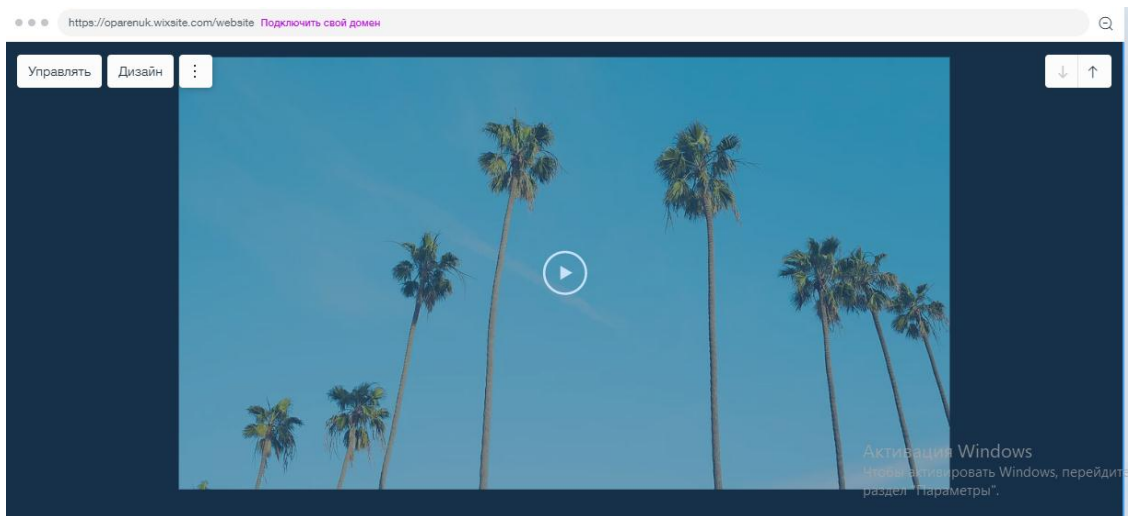 https://oparenuk.wixsite.com/website Подключить свой домен
Управлять Дизайн
Активация Windows
Чтобы активировать Windows, перейдите
раздел "Параметры".